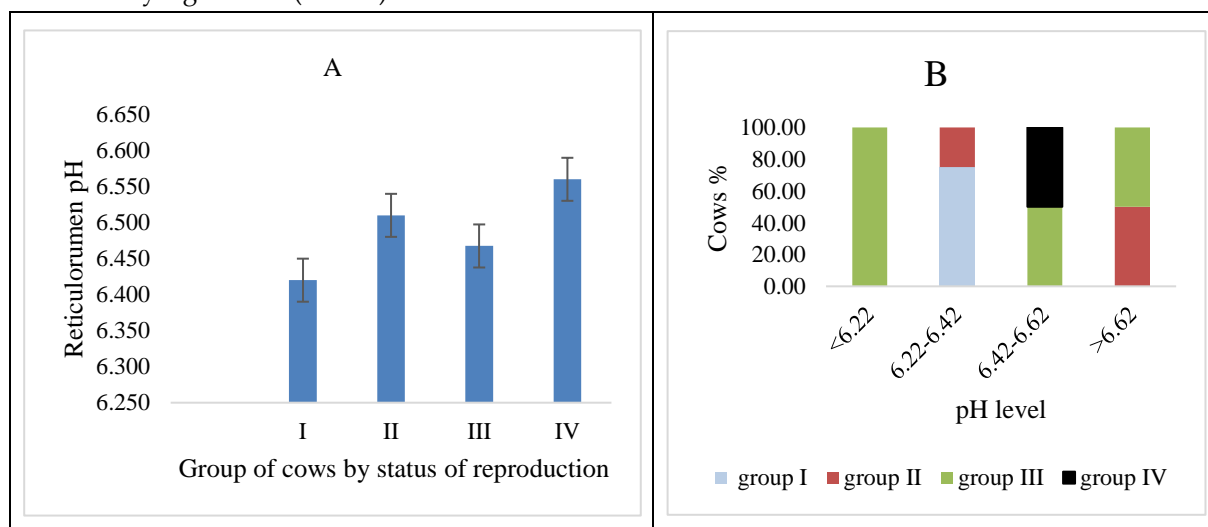 A
6.650
6.600
6.550
6.500
6.450
6.400
6.350
6.300
6.250
Reticulorumen pH
I II III IV
Group of cows by status of reproduction
B
100.00
80.00
60.00
40.00
20.00
0.00
Cows %
<6.22 6.22-6.42 6.42-6.62 >6.62
pH level
group I group II group III group IV